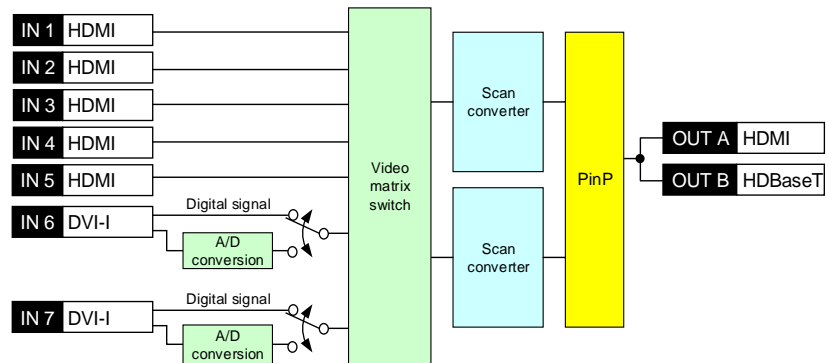 IN 1 HDMI
IN 2 HDMI
IN 3 HDMI
IN 4 HDMI
IN 5 HDMI
IN 6 DVI-I
Digital signal
A/D
conversion
IN 7 DVI-I
Digital signal
A/D
conversion
Video
matrix
switch
Scan
converter
Scan
converter
PinP
OUT A HDMI
OUT B HDBaseT